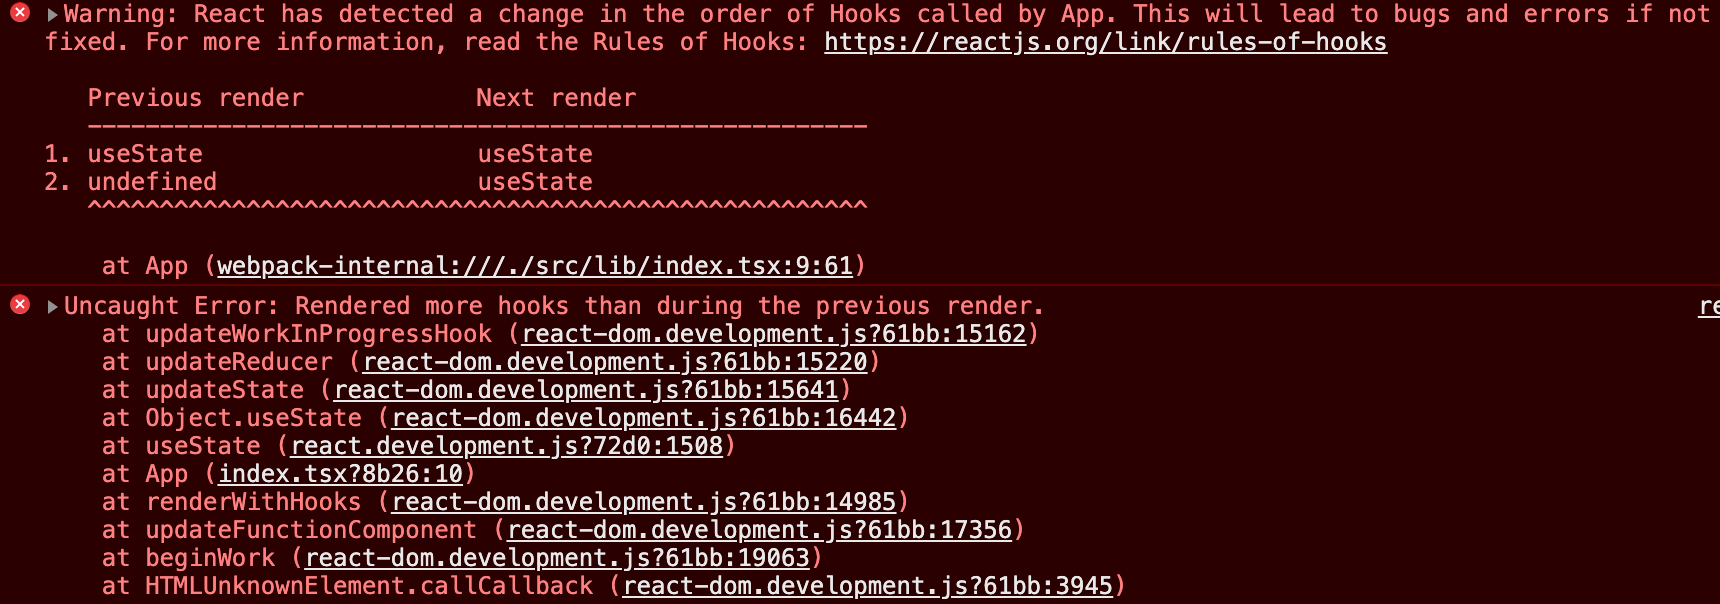 Warning: React has detected a change in the order of Hooks called by App. This will lead to bugs and errors if not
fixed. For more information, read the Rules of Hooks: https://reactjs.org/link/rules-of-hooks
Previous render Next render
------------------------------------------------------
1. useState useState
2. undefined useState
^^^^^^^^^^^^^^^^^^^^^^^^^^^^^^^^^^^^^^^^^^^^^^^^^^^^^^
at App (webpack-internal:///./src/lib/index.tsx:9:61)
Uncaught Error: Rendered more hooks than during the previous render. re
at updateWorkInProgressHook (react-dom.development.js?61bb:15162)
at updateReducer (react-dom.development.js?61bb:15220)
at updateState (react-dom.development.js?61bb:15641)
at Object.useState (react-dom.development.js?61bb:16442)
at useState (react.development.js?72d0:1508)
at App (index.tsx?8b26:10)
at renderWithHooks (react-dom.development.js?61bb:14985)
at updateFunctionComponent (react-dom.development.js?61bb:17356)
at beginWork (react-dom.development.js?61bb:19063)
at HTMLUnknownElement.callCallback (react-dom.development.js?61bb:3945)